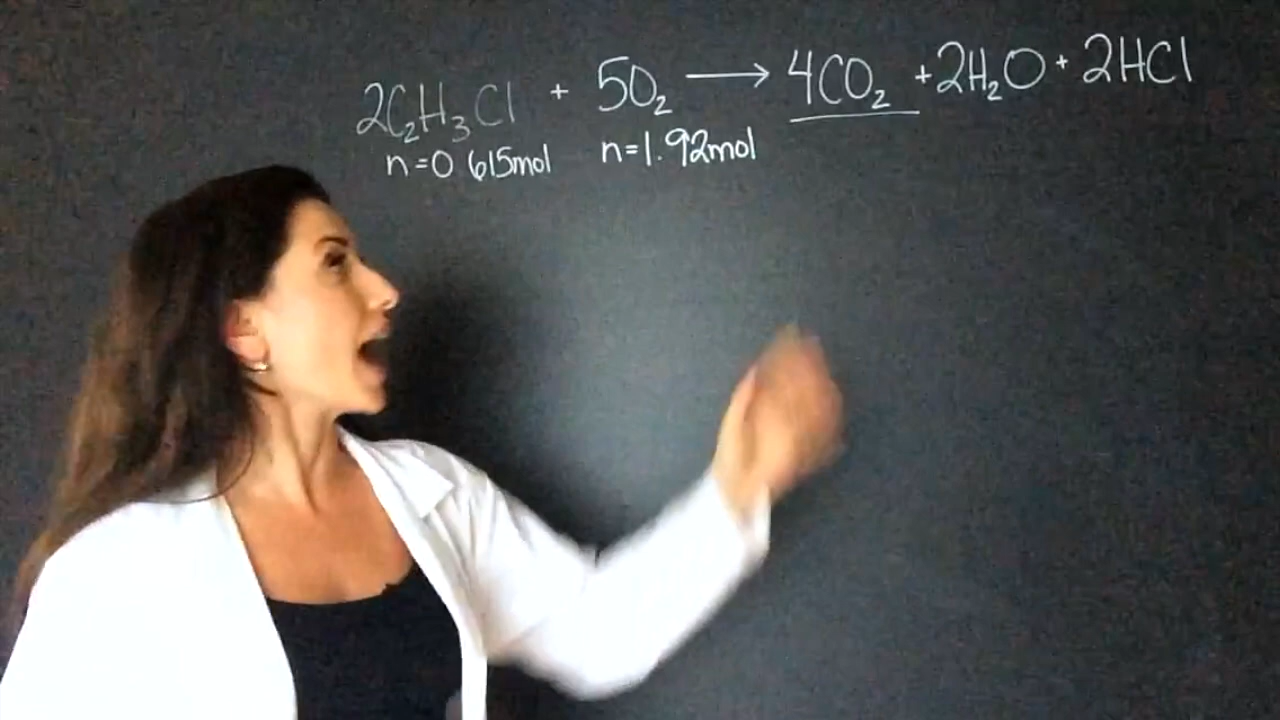 2C₂H₃Cl + 5O₂ ⟶ 4CO₂ + 2H₂O + 2HCl
n=0 615mol n=1.92mol